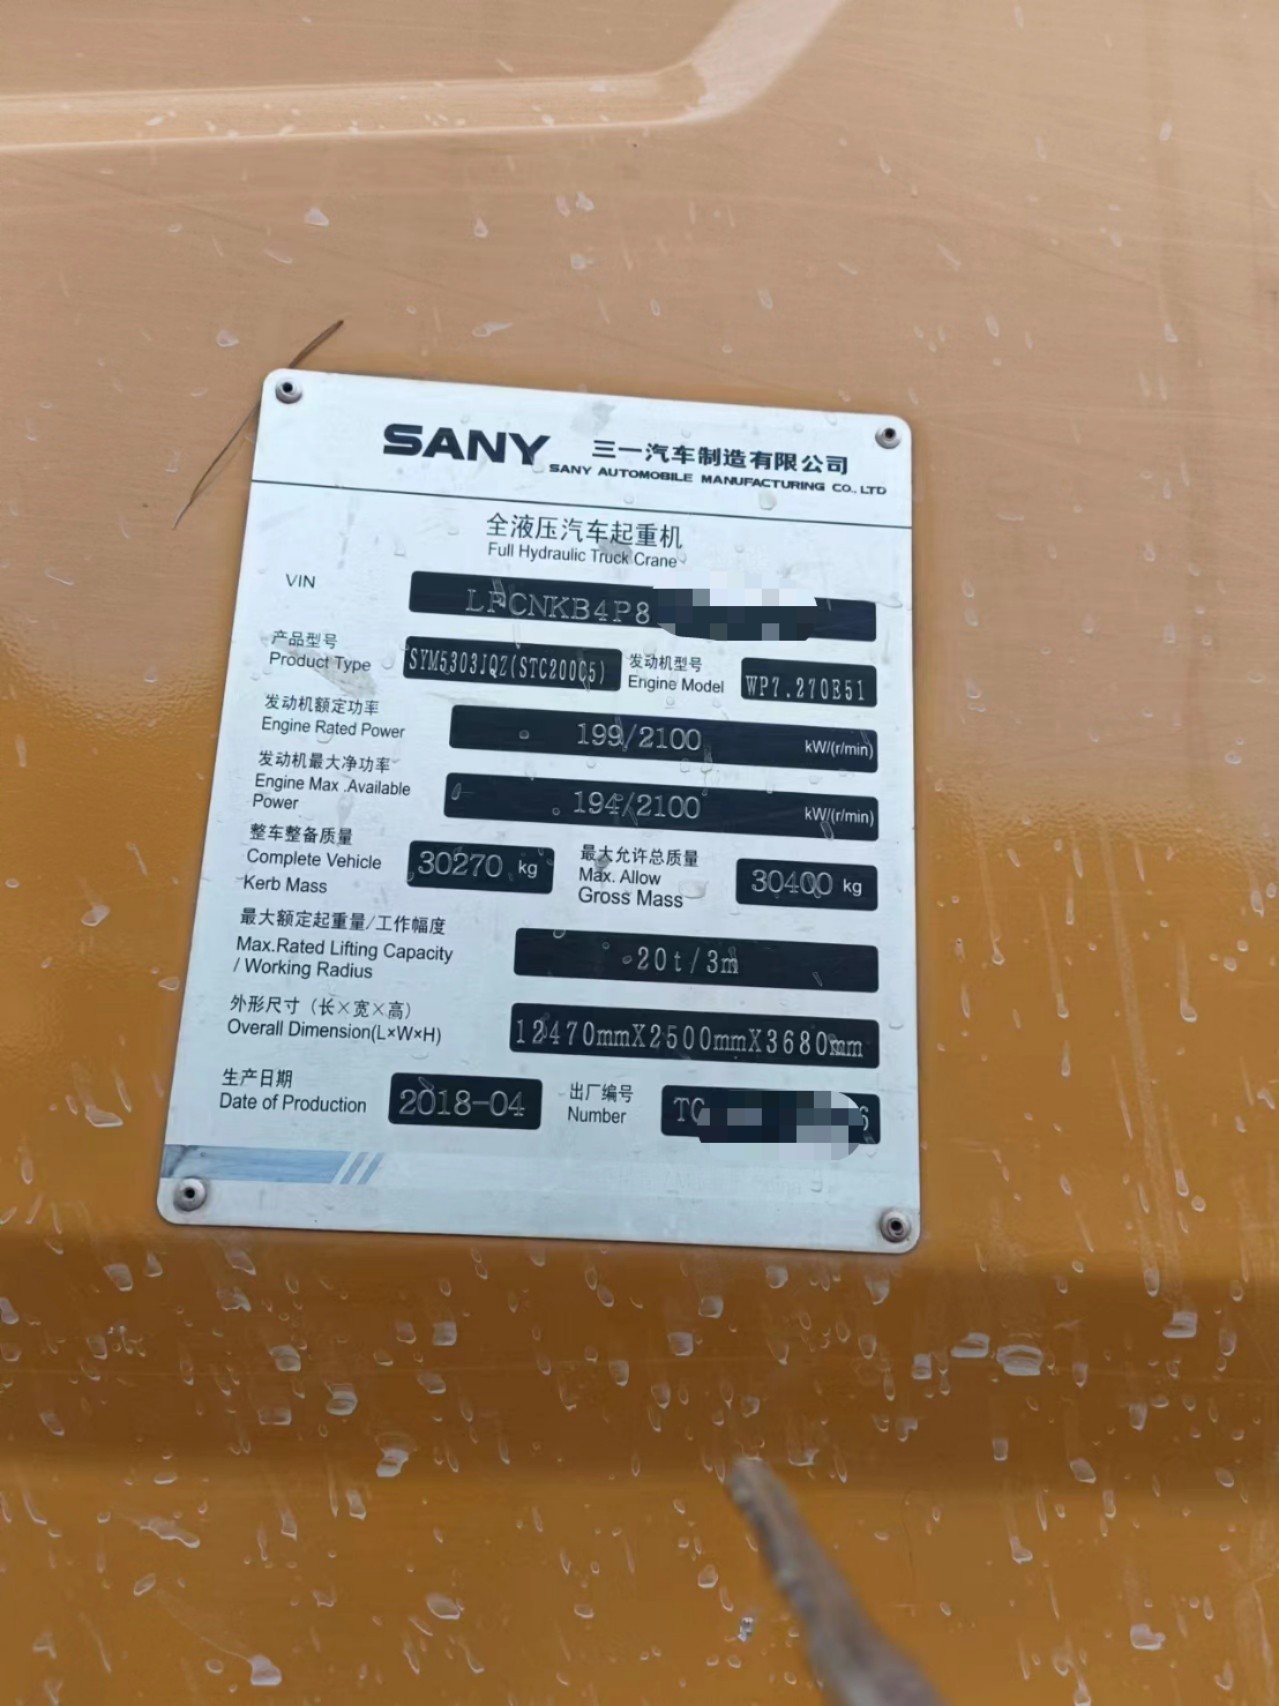 SANY 三一汽车制造有限公司
SANY AUTOMOBILE MANUFACTURING CO., LTD
全液压汽车起重机
Full Hydraulic Truck Crane
VIN LFCNKB4P8
产品型号 SYM5303JQZ(STC200C5) 发动机型号 WP7.270E51
Product Type Engine Model
发动机额定功率 199/2100 kW/(r/min)
Engine Rated Power
发动机最大净功率 194/2100 kW/(r/min)
Engine Max .Available
Power
整车整备质量 30270 kg 最大允许总质量 30400 kg
Complete Vehicle Max. Allow
Kerb Mass Gross Mass
最大额定起重量/工作幅度 20t/3m
Max.Rated Lifting Capacity
/ Working Radius
外形尺寸（长×宽×高） 12470mmX2500mmX3680mm
Overall Dimension(L×W×H)
生产日期 2018-04 出厂编号 TC 6
Date of Production Number